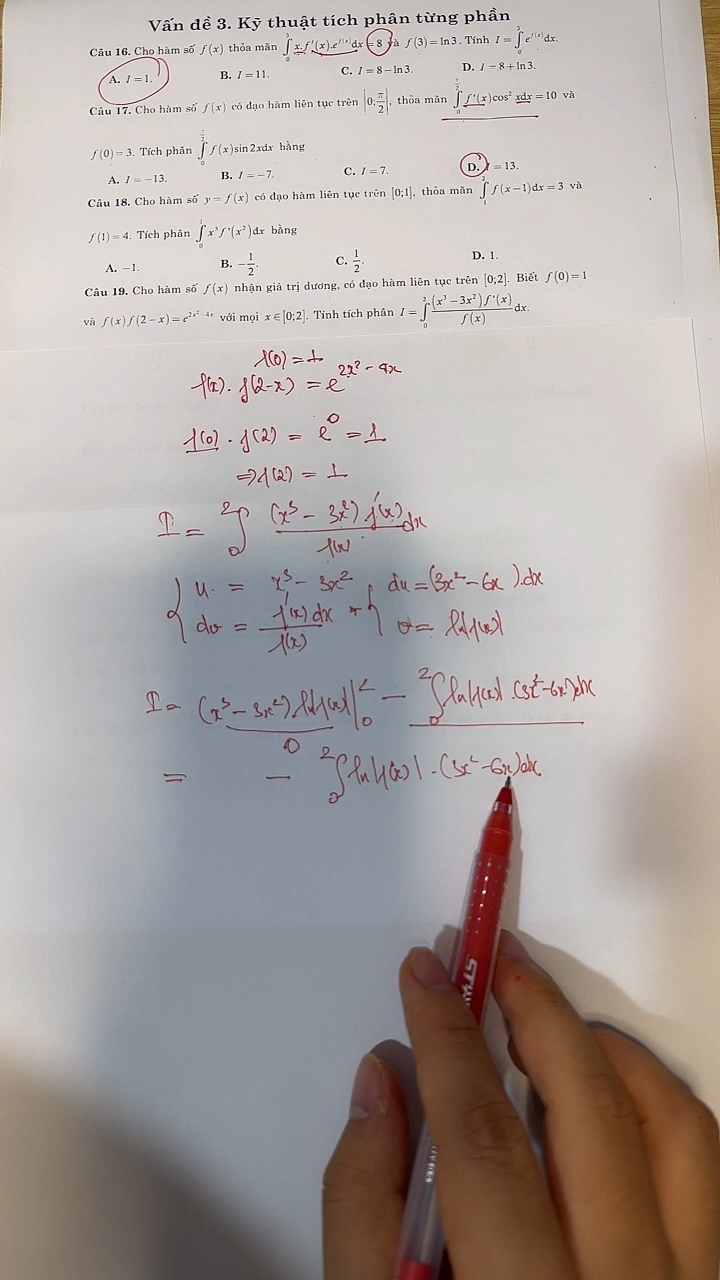 Vấn đề 3. Kỹ thuật tích phân từng phần
Câu 16. Cho hàm số f(x) thỏa mãn ∫₀³ x.f'(x).e^{f(x)}dx = 8 và f(3) = ln3. Tính I = ∫₀³ e^{f(x)}dx.
A. I = 1. B. I = 11. C. I = 8 − ln3. D. I = 8 + ln3.
Câu 17. Cho hàm số f(x) có đạo hàm liên tục trên [0; π/2], thỏa mãn ∫₀^{π/2} f'(x)cos²xdx = 10 và
f(0) = 3. Tích phân ∫₀^{π/2} f(x)sin2xdx bằng
A. I = −13. B. I = −7. C. I = 7. D. I = 13.
Câu 18. Cho hàm số y = f(x) có đạo hàm liên tục trên [0;1], thỏa mãn ∫₁² f(x−1)dx = 3 và
f(1) = 4. Tích phân ∫₀¹ x³f'(x²)dx bằng
A. −1. B. −1/2. C. 1/2. D. 1.
Câu 19. Cho hàm số f(x) nhận giá trị dương, có đạo hàm liên tục trên [0;2]. Biết f(0) = 1
và f(x)f(2−x) = e^{2x²−4x} với mọi x ∈ [0;2]. Tính tích phân I = ∫₀² (x³−3x²)f'(x)/f(x) dx.
f(0) = 1
f(x). f(2−x) = e^{2x²−4x}
f(0) . f(2) = e⁰ = 1
⇒ f(2) = 1
I = ∫₀² (x³ − 3x²) f'(x)/f(x) dx
{ u = x³ − 3x² { du = (3x² − 6x).dx
dv = f'(x)dx/f(x) v = ln|f(x)|
I = (x³ − 3x²).ln|f(x)| |₀² − ∫₀² ln|f(x)| .(3x²−6x)dx
= 0 − ∫₀² ln|f(x)| .(3x²−6x)dx